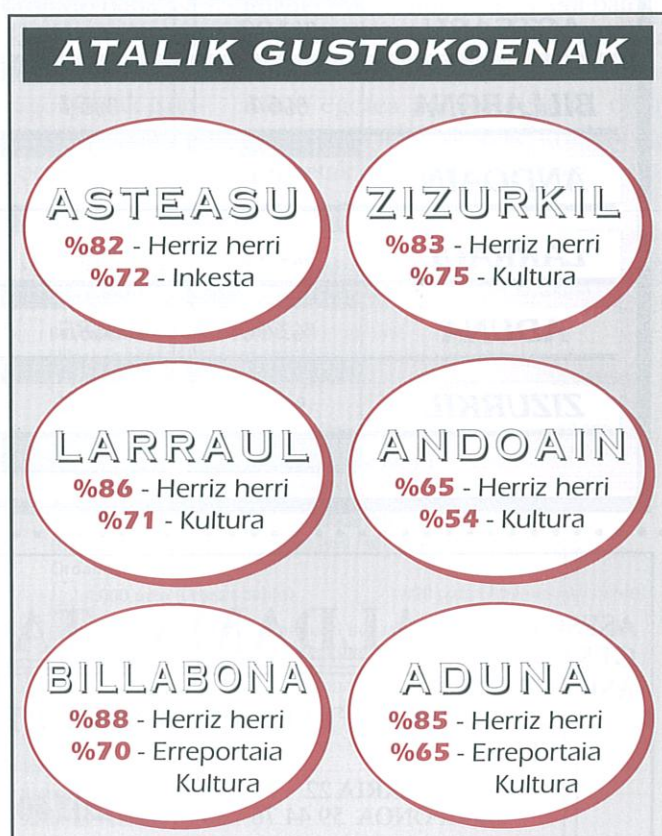 ATALIK GUSTOKOENAK
ASTEASU
%82 - Herriz herri
%72 - Inkesta
ZIZURKIL
%83 - Herriz herri
%75 - Kultura
LARRAUL
%86 - Herriz herri
%71 - Kultura
ANDOAIN
%65 - Herriz herri
%54 - Kultura
BILLABONA
%88 - Herriz herri
%70 - Erreportaia
Kultura
ADUNA
%85 - Herriz herri
%65 - Erreportaia
Kultura